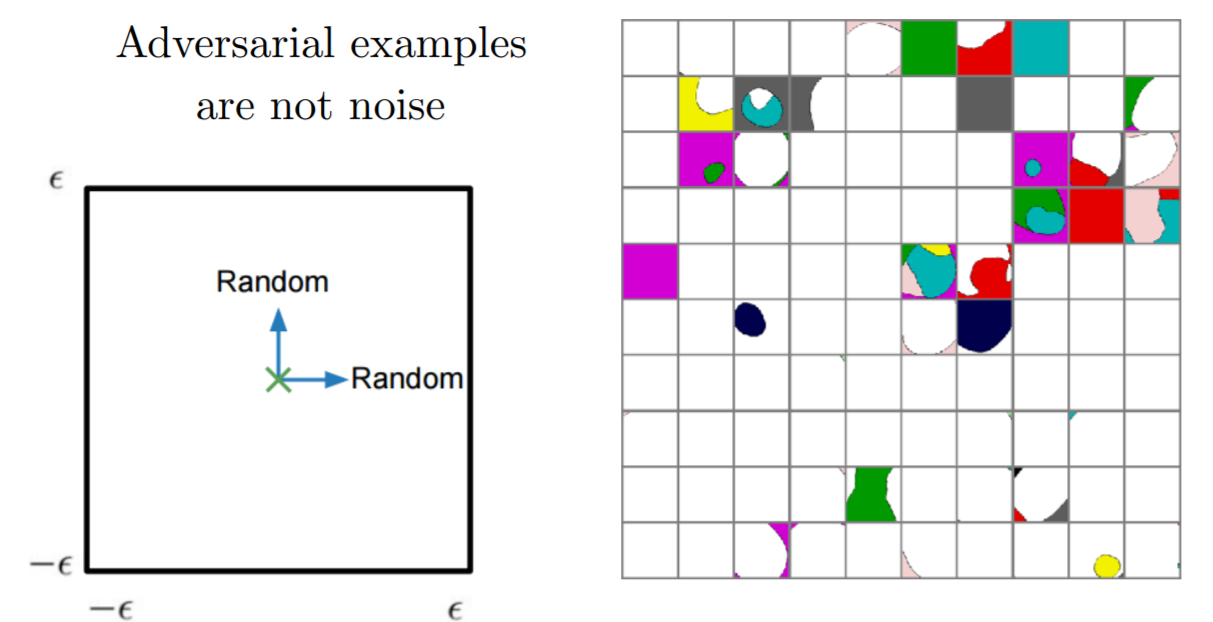 Adversarial examples
are not noise
ϵ
Random
Random
−ϵ
−ϵ
ϵ